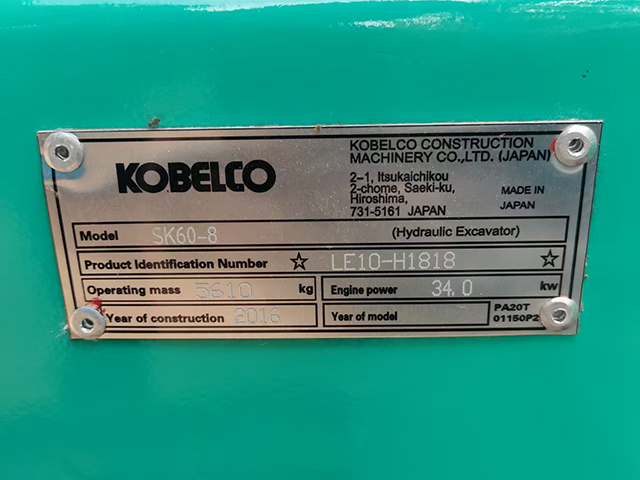 KOBELCO
KOBELCO CONSTRUCTION
MACHINERY CO.,LTD. (JAPAN)
2-1, Itsukaichikou
2-chome, Saeki-ku,
Hiroshima,
731-5161 JAPAN
MADE IN
JAPAN
Model SK60-8 (Hydraulic Excavator)
Product Identification Number ☆ LE10-H1818 ☆
Operating mass 5610 kg Engine power 34.0 kw
Year of construction 2016 Year of model
PA20T
01150P2